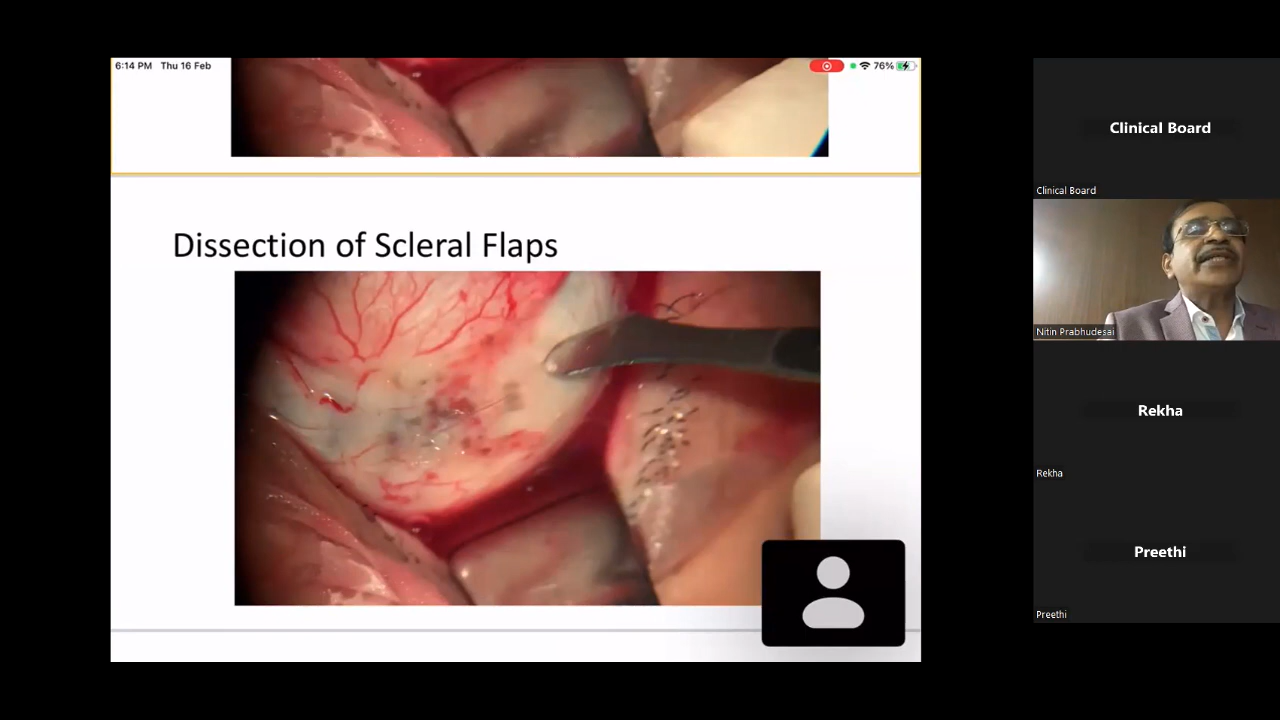 6:14 PM Thu 16 Feb
76%
Dissection of Scleral Flaps
Clinical Board
Clinical Board
Nitin Prabhudesai
Rekha
Rekha
Preethi
Preethi